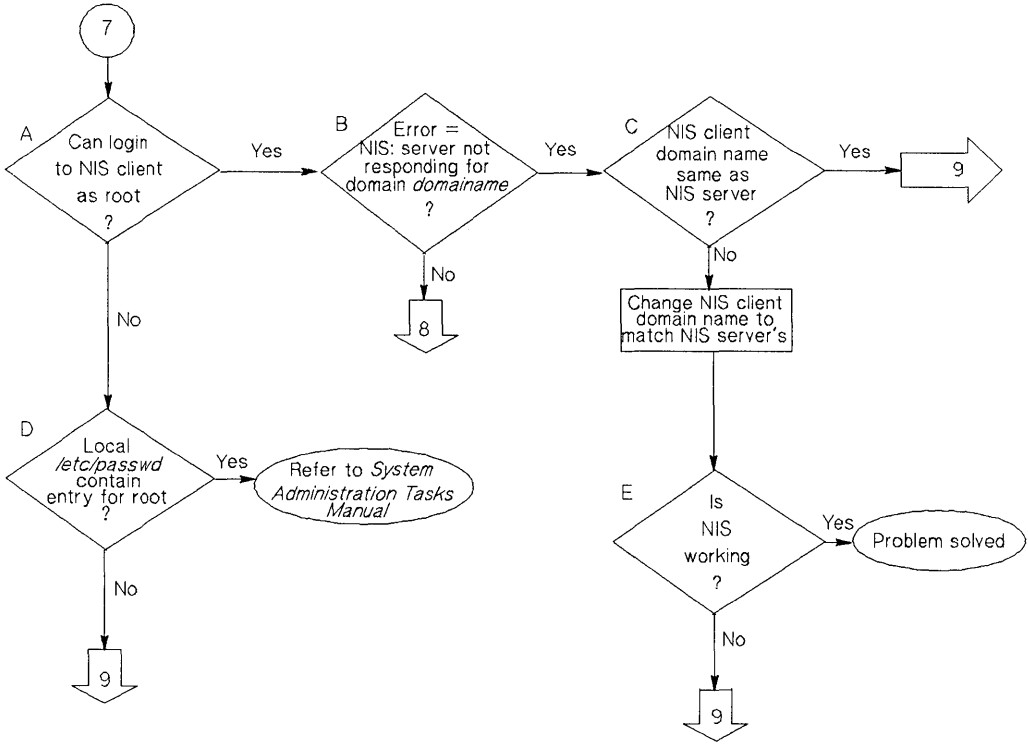 7
A
Can login
to NIS client
as root
?
Yes
B
Error =
NIS: server not
responding for
domain domainame
?
Yes
C
NIS client
domain name
same as
NIS server
?
Yes
9
No
8
No
Change NIS client
domain name to
match NIS server's
No
D
Local
/etc/passwd
contain
entry for root
?
Yes
Refer to System
Administration Tasks
Manual
E
Is
NIS
working
?
Yes
Problem solved
No
9
No
9